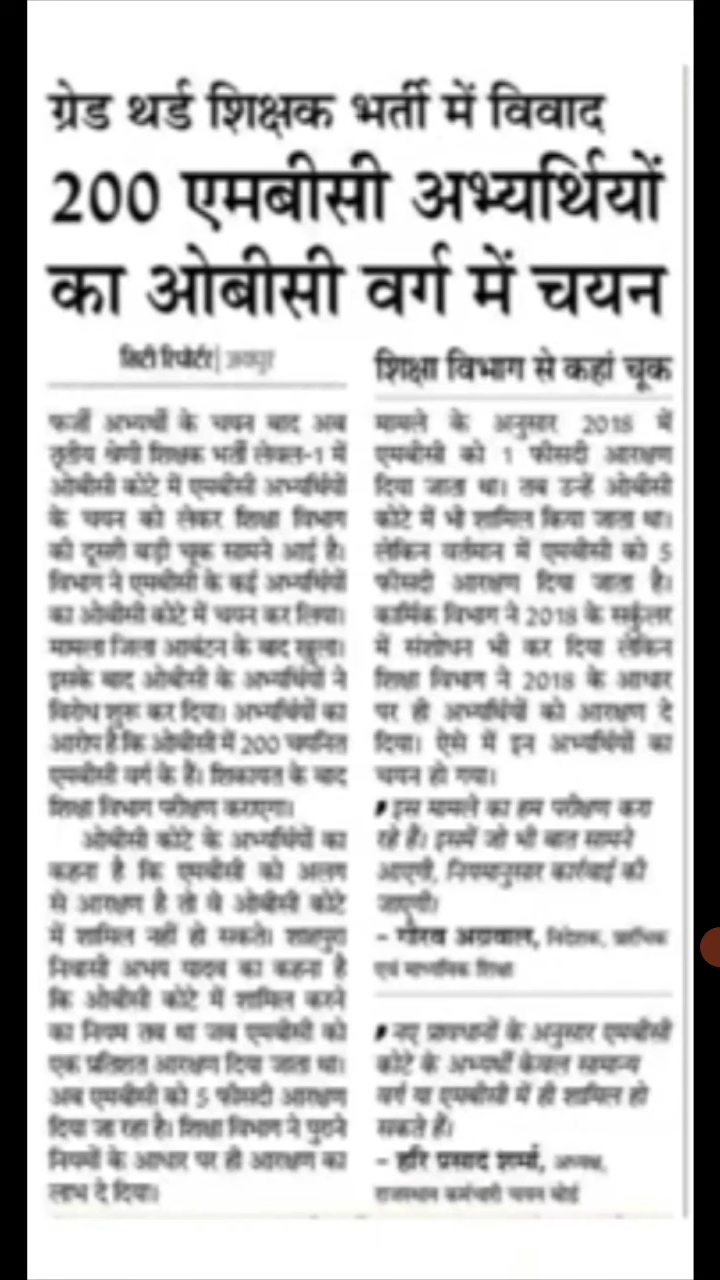 ग्रेड थर्ड शिक्षक भर्ती में विवाद
200 एमबीसी अभ्यर्थियों
का ओबीसी वर्ग में चयन
सिटी रिपोर्टर | जयपुर
फर्जी अभ्यर्थी के चयन बाद अब
तृतीय श्रेणी शिक्षक भर्ती लेवल-1 में
ओबीसी कोटे में एमबीसी अभ्यर्थियों
के चयन को लेकर शिक्षा विभाग
की दूसरी बड़ी चूक सामने आई है।
विभाग ने एमबीसी के कई अभ्यर्थियों
का ओबीसी कोटे में चयन कर लिया।
मामला जिला आवंटन के बाद खुला।
इसके बाद ओबीसी के अभ्यर्थियों ने
विरोध शुरू कर दिया। अभ्यर्थियों का
आरोप है कि ओबीसी में 200 चयनित
एमबीसी वर्ग के हैं। शिकायत के बाद
शिक्षा विभाग परीक्षण कराएगा।
ओबीसी कोटे के अभ्यर्थियों का
कहना है कि एमबीसी को अलग
से आरक्षण है तो वे ओबीसी कोटे
में शामिल नहीं हो सकते। शाहपुरा
निवासी अभय यादव का कहना है
कि ओबीसी कोटे में शामिल करने
का नियम तब था जब एमबीसी को
एक प्रतिशत आरक्षण दिया जाता था।
अब एमबीसी को 5 फीसदी आरक्षण
दिया जा रहा है। शिक्षा विभाग ने पुराने
नियमों के आधार पर ही आरक्षण का
लाभ दे दिया।
शिक्षा विभाग से कहां चूक
मामले के अनुसार 2018 में
एमबीसी को 1 फीसदी आरक्षण
दिया जाता था। तब उन्हें ओबीसी
कोटे में भी शामिल किया जाता था।
लेकिन वर्तमान में एमबीसी को 5
फीसदी आरक्षण दिया जाता है।
कार्मिक विभाग ने 2018 के सर्कुलर
में संशोधन भी कर दिया लेकिन
शिक्षा विभाग ने 2018 के आधार
पर ही अभ्यर्थियों को आरक्षण दे
दिया। ऐसे में इन अभ्यर्थियों का
चयन हो गया।
इस मामले का हम परीक्षण करा
रहे हैं। इसमें जो भी बात सामने
आएगी, नियमानुसार कार्रवाई की
जाएगी।
- गौरव अग्रवाल, निदेशक, प्रारंभिक
एवं माध्यमिक शिक्षा
नए प्रावधानों के अनुसार एमबीसी
कोटे के अभ्यर्थी केवल सामान्य
वर्ग या एमबीसी में ही शामिल हो
सकते हैं।
- हरि प्रसाद शर्मा, अध्यक्ष,
राजस्थान कर्मचारी चयन बोर्ड